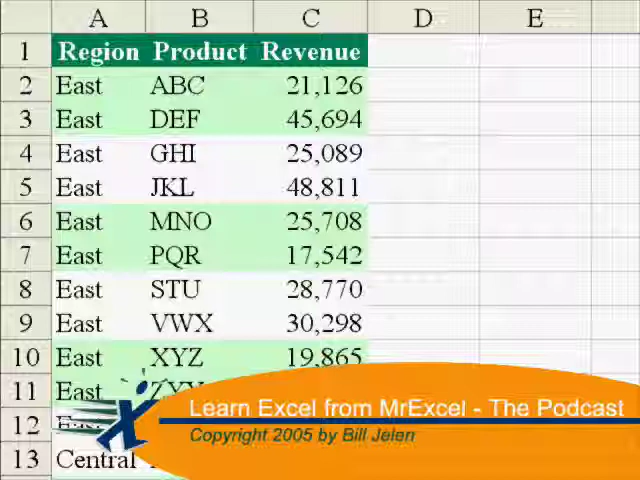 A B C D E
1 Region Product Revenue
2 East ABC 21,126
3 East DEF 45,694
4 East GHI 25,089
5 East JKL 48,811
6 East MNO 25,708
7 East PQR 17,542
8 East STU 28,770
9 East VWX 30,298
10 East XYZ 19,865
11 East
12
13 Central
Learn Excel from MrExcel - The Podcast
Copyright 2005 by Bill Jelen